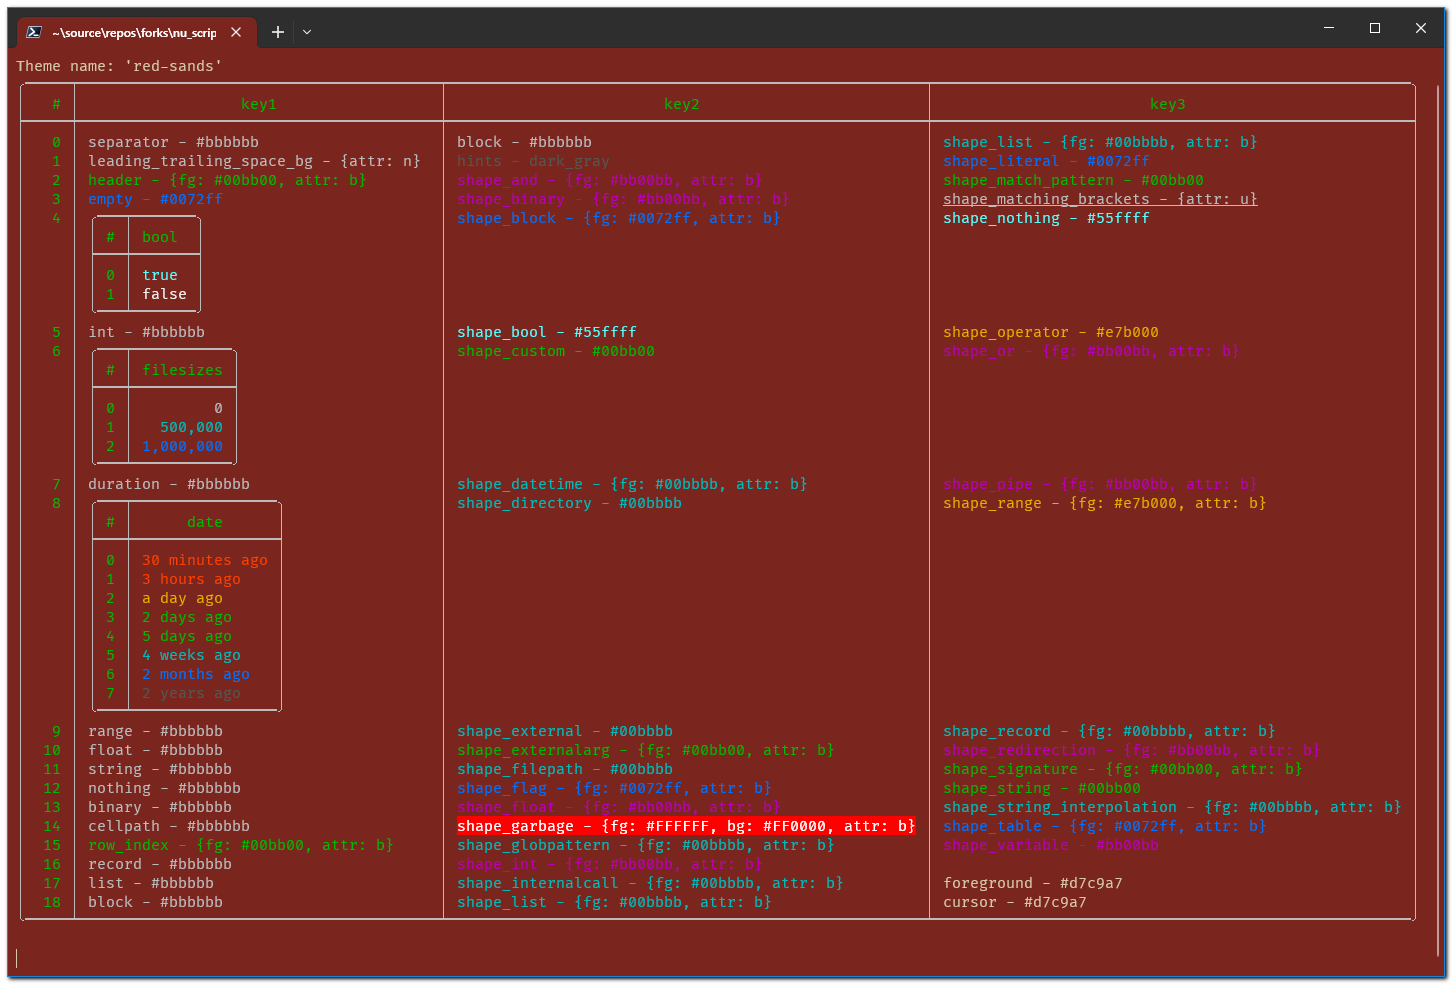 ~\source\repos\forks\nu_scrip
Theme name: 'red-sands'
# key1 key2 key3
0 separator - #bbbbbb block - #bbbbbb shape_list - {fg: #00bbbb, attr: b}
1 leading_trailing_space_bg - {attr: n} hints - dark_gray shape_literal - #0072ff
2 header - {fg: #00bb00, attr: b} shape_and - {fg: #bb00bb, attr: b} shape_match_pattern - #00bb00
3 empty - #0072ff shape_binary - {fg: #bb00bb, attr: b} shape_matching_brackets - {attr: u}
4 shape_block - {fg: #0072ff, attr: b} shape_nothing - #55ffff
# bool
0 true
1 false
5 int - #bbbbbb shape_bool - #55ffff shape_operator - #e7b000
6 shape_custom - #00bb00 shape_or - {fg: #bb00bb, attr: b}
# filesizes
0 0
1 500,000
2 1,000,000
7 duration - #bbbbbb shape_datetime - {fg: #00bbbb, attr: b} shape_pipe - {fg: #bb00bb, attr: b}
8 shape_directory - #00bbbb shape_range - {fg: #e7b000, attr: b}
# date
0 30 minutes ago
1 3 hours ago
2 a day ago
3 2 days ago
4 5 days ago
5 4 weeks ago
6 2 months ago
7 2 years ago
9 range - #bbbbbb shape_external - #00bbbb shape_record - {fg: #00bbbb, attr: b}
10 float - #bbbbbb shape_externalarg - {fg: #00bb00, attr: b} shape_redirection - {fg: #bb00bb, attr: b}
11 string - #bbbbbb shape_filepath - #00bbbb shape_signature - {fg: #00bb00, attr: b}
12 nothing - #bbbbbb shape_flag - {fg: #0072ff, attr: b} shape_string - #00bb00
13 binary - #bbbbbb shape_float - {fg: #bb00bb, attr: b} shape_string_interpolation - {fg: #00bbbb, attr: b}
14 cellpath - #bbbbbb shape_garbage - {fg: #FFFFFF, bg: #FF0000, attr: b} shape_table - {fg: #0072ff, attr: b}
15 row_index - {fg: #00bb00, attr: b} shape_globpattern - {fg: #00bbbb, attr: b} shape_variable - #bb00bb
16 record - #bbbbbb shape_int - {fg: #bb00bb, attr: b}
17 list - #bbbbbb shape_internalcall - {fg: #00bbbb, attr: b} foreground - #d7c9a7
18 block - #bbbbbb shape_list - {fg: #00bbbb, attr: b} cursor - #d7c9a7